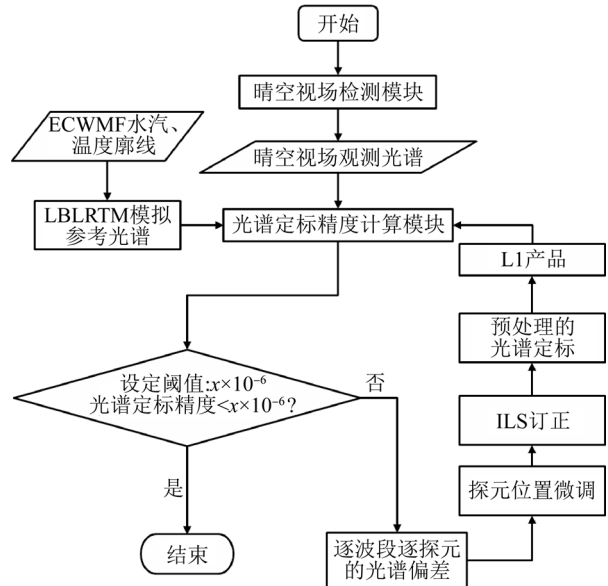 开始
晴空视场检测模块
ECWMF水汽、
温度廓线
晴空视场观测光谱
LBLRTM模拟
参考光谱
光谱定标精度计算模块
L1产品
预处理的
光谱定标
设定阈值:x×10⁻⁶
光谱定标精度<x×10⁻⁶?
否
ILS订正
是
探元位置微调
结束
逐波段逐探元
的光谱偏差